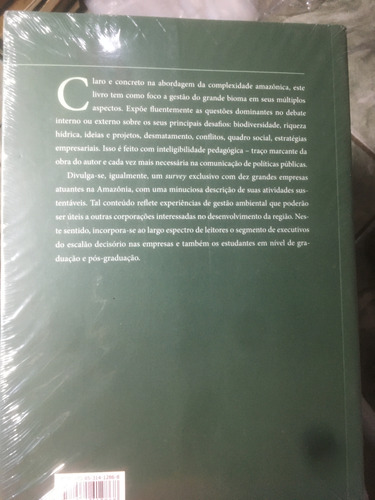 Claro e concreto na abordagem da complexidade amazônica, este
livro tem como foco a gestão do grande bioma em seus múltiplos
aspectos. Expõe fluentemente as questões dominantes no debate
interno ou externo sobre os seus principais desafios: biodiversidade, riqueza
hídrica, ideias e projetos, desmatamento, conflitos, quadro social, estratégias
empresariais. Isso é feito com inteligibilidade pedagógica – traço marcante da
obra do autor e cada vez mais necessária na comunicação de políticas públicas.
Divulga-se, igualmente, um survey exclusivo com dez grandes empresas
atuantes na Amazônia, com uma minuciosa descrição de suas atividades sus-
tentáveis. Tal conteúdo reflete experiências de gestão ambiental que poderão
ser úteis a outras corporações interessadas no desenvolvimento da região. Nes-
te sentido, incorpora-se ao largo espectro de leitores o segmento de executivos
do escalão decisório nas empresas e também os estudantes em nível de gra-
duação e pós-graduação.